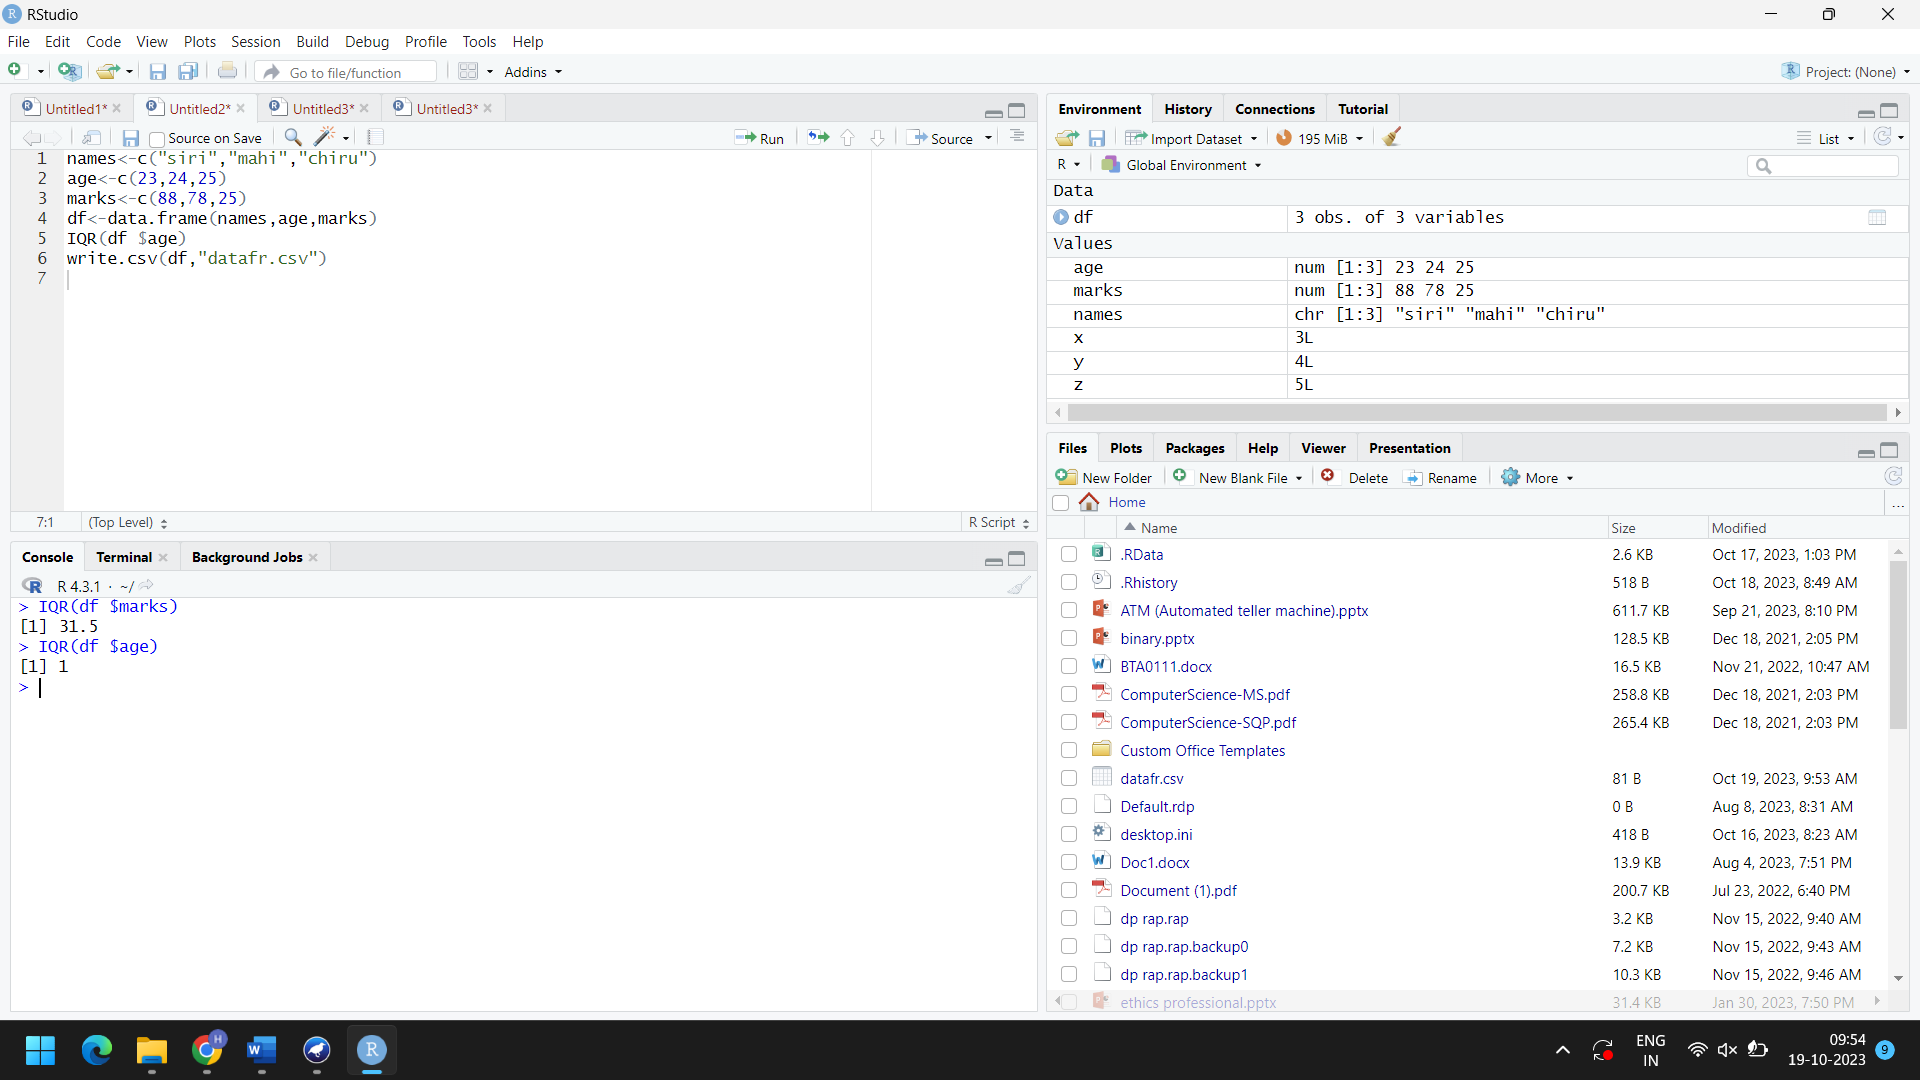 RStudio
File Edit Code View Plots Session Build Debug Profile Tools Help
Go to file/function Addins Project: (None)
Untitled1* Untitled2* Untitled3* Untitled3*
Source on Save Run Source
1 names<-c("siri","mahi","chiru")
2 age<-c(23,24,25)
3 marks<-c(88,78,25)
4 df<-data.frame(names,age,marks)
5 IQR(df $age)
6 write.csv(df,"datafr.csv")
7
7:1 (Top Level) R Script
Console Terminal Background Jobs
R 4.3.1 · ~/
> IQR(df $marks)
[1] 31.5
> IQR(df $age)
[1] 1
>
Environment History Connections Tutorial
Import Dataset 195 MiB List
R Global Environment
Data
df 3 obs. of 3 variables
Values
age num [1:3] 23 24 25
marks num [1:3] 88 78 25
names chr [1:3] "siri" "mahi" "chiru"
x 3L
y 4L
z 5L
Files Plots Packages Help Viewer Presentation
New Folder New Blank File Delete Rename More
Home ...
Name Size Modified
.RData 2.6 KB Oct 17, 2023, 1:03 PM
.Rhistory 518 B Oct 18, 2023, 8:49 AM
ATM (Automated teller machine).pptx 611.7 KB Sep 21, 2023, 8:10 PM
binary.pptx 128.5 KB Dec 18, 2021, 2:05 PM
BTA0111.docx 16.5 KB Nov 21, 2022, 10:47 AM
ComputerScience-MS.pdf 258.8 KB Dec 18, 2021, 2:03 PM
ComputerScience-SQP.pdf 265.4 KB Dec 18, 2021, 2:03 PM
Custom Office Templates
datafr.csv 81 B Oct 19, 2023, 9:53 AM
Default.rdp 0 B Aug 8, 2023, 8:31 AM
desktop.ini 418 B Oct 16, 2023, 8:23 AM
Doc1.docx 13.9 KB Aug 4, 2023, 7:51 PM
Document (1).pdf 200.7 KB Jul 23, 2022, 6:40 PM
dp rap.rap 3.2 KB Nov 15, 2022, 9:40 AM
dp rap.rap.backup0 7.2 KB Nov 15, 2022, 9:43 AM
dp rap.rap.backup1 10.3 KB Nov 15, 2022, 9:46 AM
ethics professional.pptx 31.4 KB Jan 30, 2023, 7:50 PM
ENG
IN
09:54
19-10-2023
9